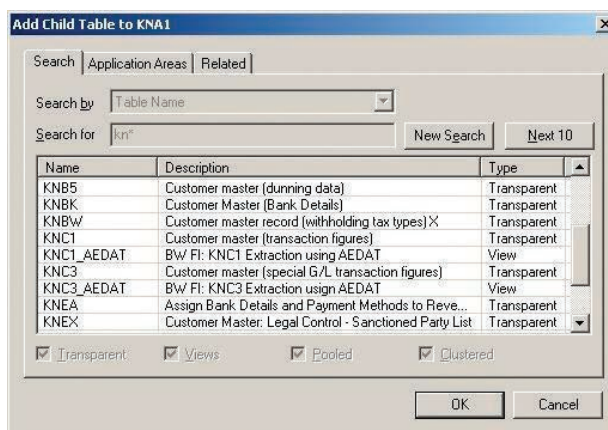 Add Child Table to KNA1
Search Application Areas Related
Search by Table Name
Search for kn* New Search Next 10
Name Description Type
KNB5 Customer master (dunning data) Transparent
KNBK Customer Master (Bank Details) Transparent
KNBW Customer master record (withholding tax types) X Transparent
KNC1 Customer master (transaction figures) Transparent
KNC1_AEDAT BW FI: KNC1 Extraction using AEDAT View
KNC3 Customer master (special G/L transaction figures) Transparent
KNC3_AEDAT BW FI: KNC3 Extraction usign AEDAT View
KNEA Assign Bank Details and Payment Methods to Reve... Transparent
KNEX Customer Master: Legal Control - Sanctioned Party List Transparent
Transparent Views Pooled Clustered
OK Cancel